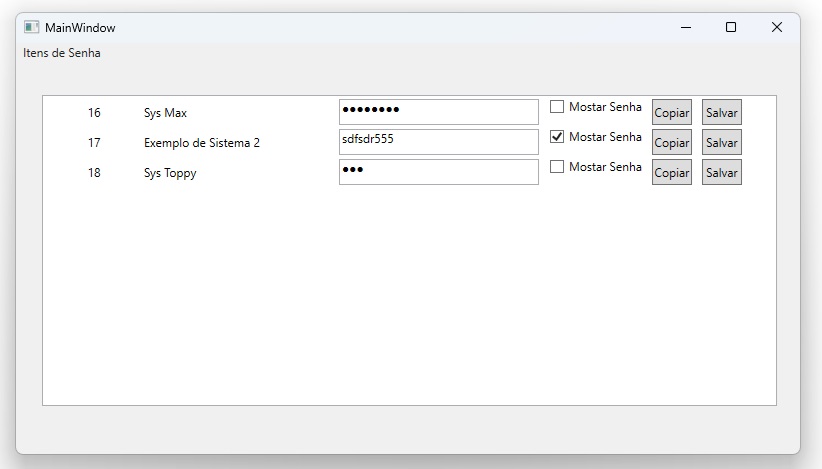 MainWindow
Itens de Senha
16 Sys Max •••••••• Mostar Senha Copiar Salvar
17 Exemplo de Sistema 2 sdfsdr555 Mostar Senha Copiar Salvar
18 Sys Toppy ••• Mostar Senha Copiar Salvar